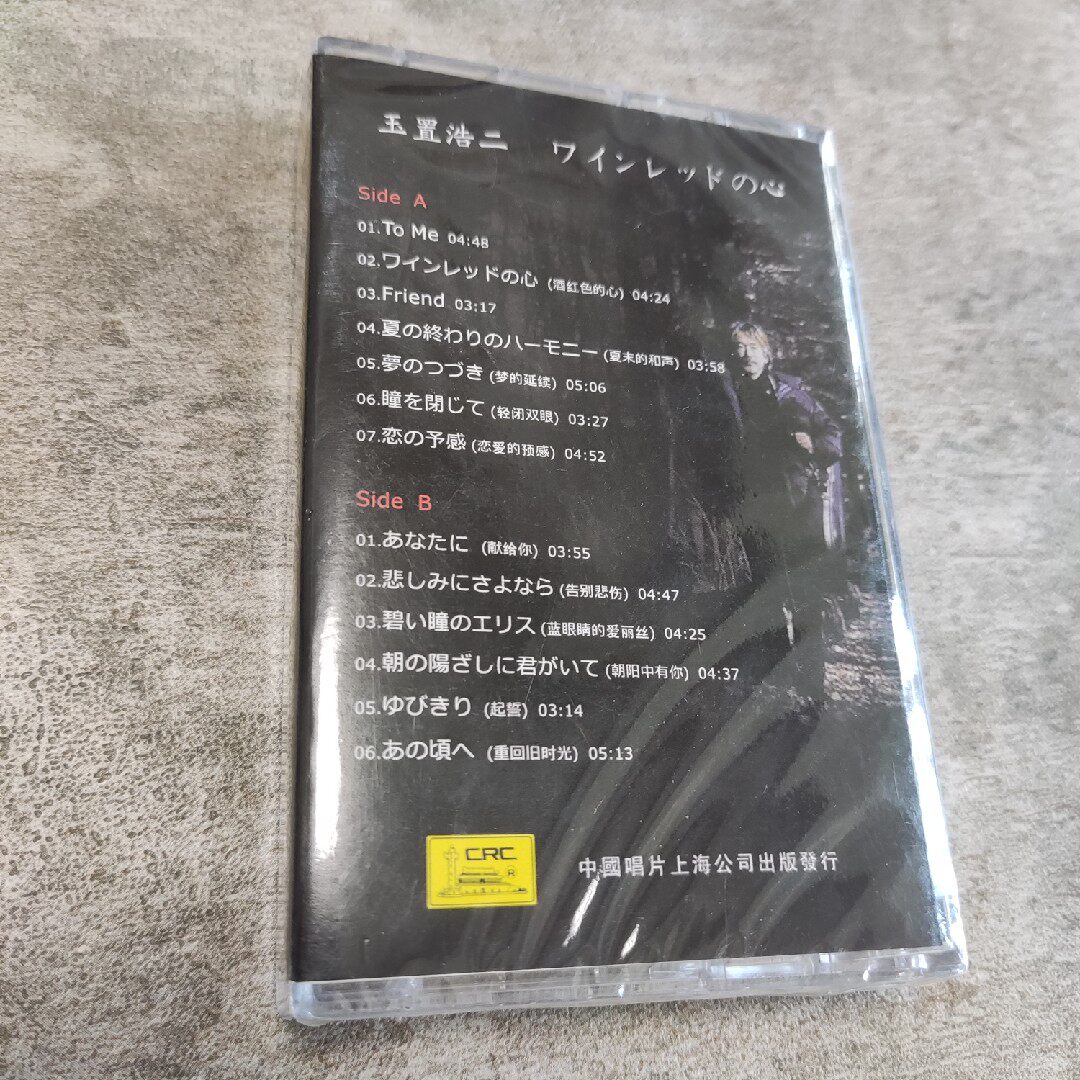 玉置浩二 ワインレッドの心
Side A
01.To Me 04:48
02.ワインレッドの心 (酒红色的心) 04:24
03.Friend 03:17
04.夏の終わりのハーモニー (夏末的和声) 03:58
05.夢のつづき (梦的延续) 05:06
06.瞳を閉じて (轻闭双眼) 03:27
07.恋の予感 (恋爱的预感) 04:52
Side B
01.あなたに (献给你) 03:55
02.悲しみにさよなら (告别悲伤) 04:47
03.碧い瞳のエリス (蓝眼睛的爱丽丝) 04:25
04.朝の陽ざしに君がいて (朝阳中有你) 04:37
05.ゆびきり (起誓) 03:14
06.あの頃へ (重回旧时光) 05:13
CRC
R
中國唱片上海公司出版發行